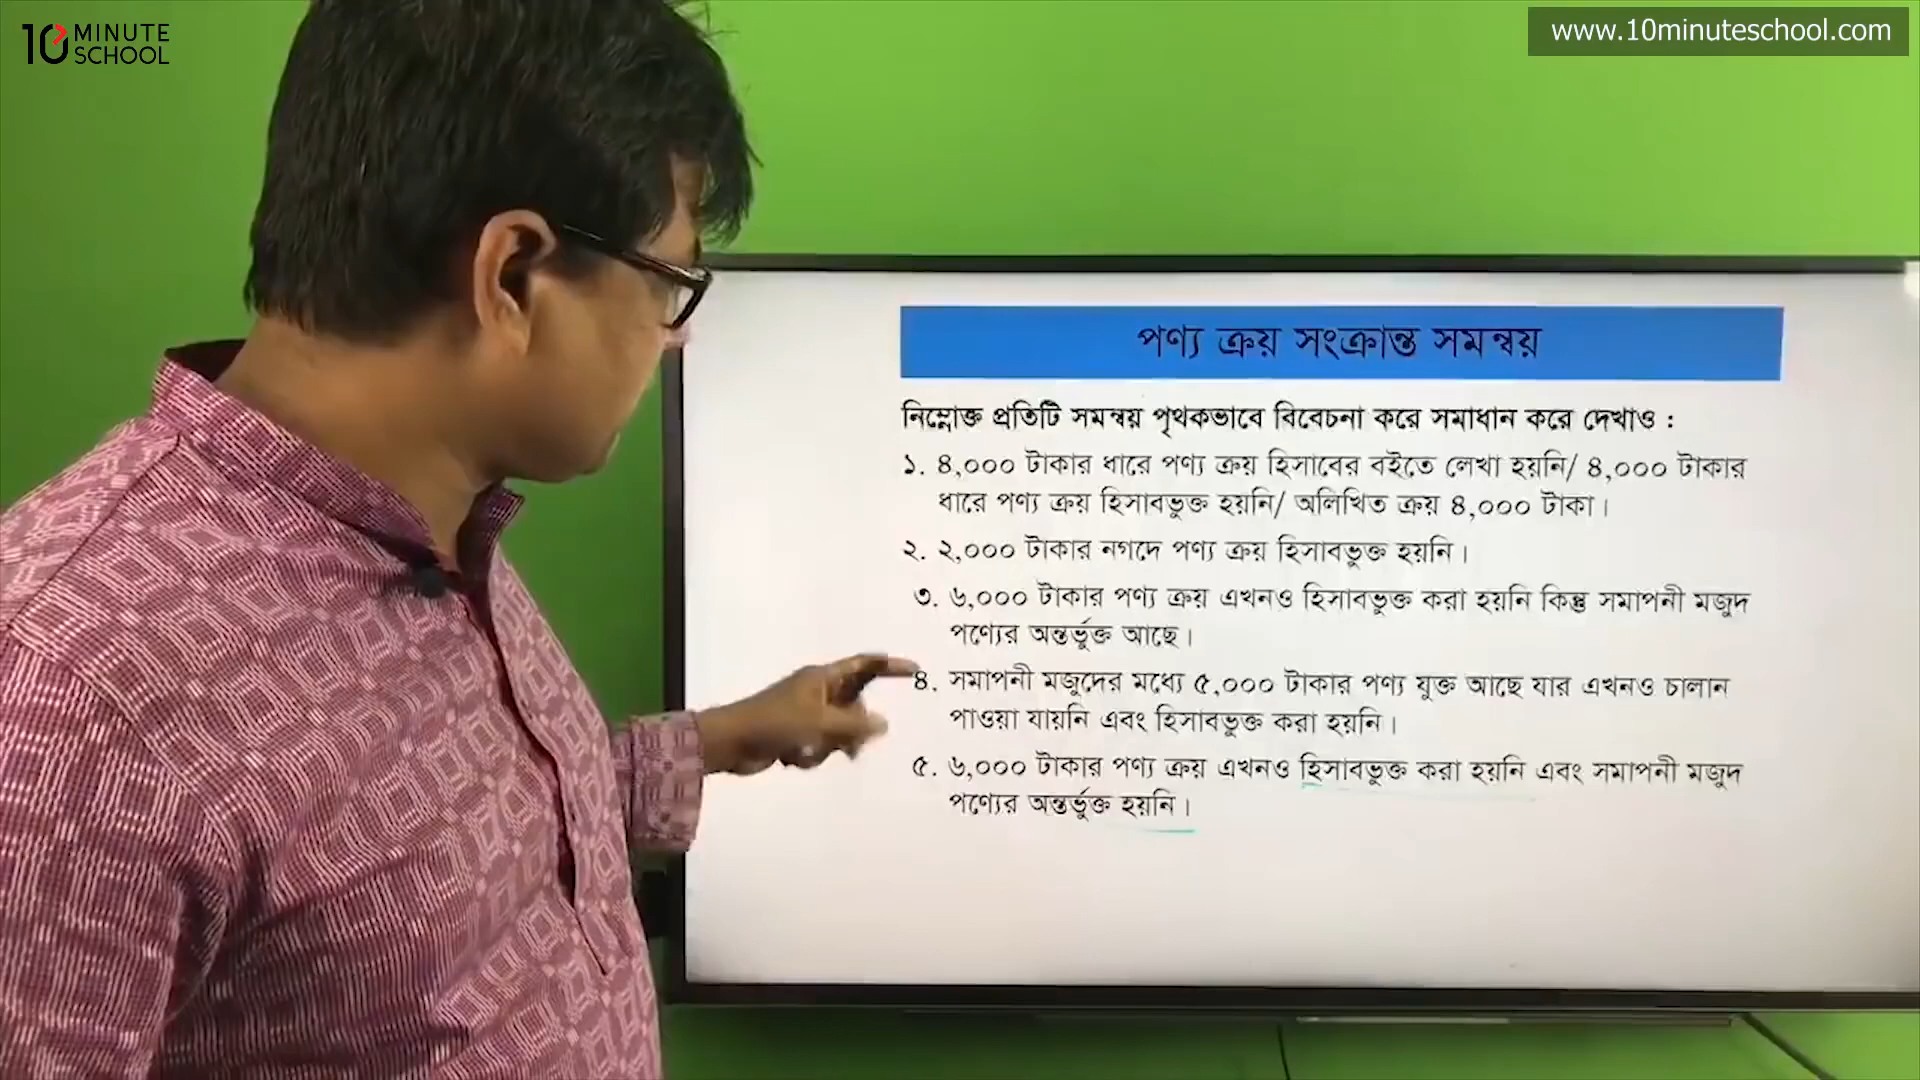 10 MINUTE SCHOOL
www.10minuteschool.com
পণ্য ক্রয় সংক্রান্ত সমন্বয়
নিম্নোক্ত প্রতিটি সমন্বয় পৃথকভাবে বিবেচনা করে সমাধান করে দেখাও :
১. ৪,০০০ টাকার ধারে পণ্য ক্রয় হিসাবের বইতে লেখা হয়নি/ ৪,০০০ টাকার
ধারে পণ্য ক্রয় হিসাবভুক্ত হয়নি/ অলিখিত ক্রয় ৪,০০০ টাকা।
২. ২,০০০ টাকার নগদে পণ্য ক্রয় হিসাবভুক্ত হয়নি।
৩. ৬,০০০ টাকার পণ্য ক্রয় এখনও হিসাবভুক্ত করা হয়নি কিন্তু সমাপনী মজুদ
পণ্যের অন্তর্ভুক্ত আছে।
৪. সমাপনী মজুদের মধ্যে ৫,০০০ টাকার পণ্য যুক্ত আছে যার এখনও চালান
পাওয়া যায়নি এবং হিসাবভুক্ত করা হয়নি।
৫. ৬,০০০ টাকার পণ্য ক্রয় এখনও হিসাবভুক্ত করা হয়নি এবং সমাপনী মজুদ
পণ্যের অন্তর্ভুক্ত হয়নি।